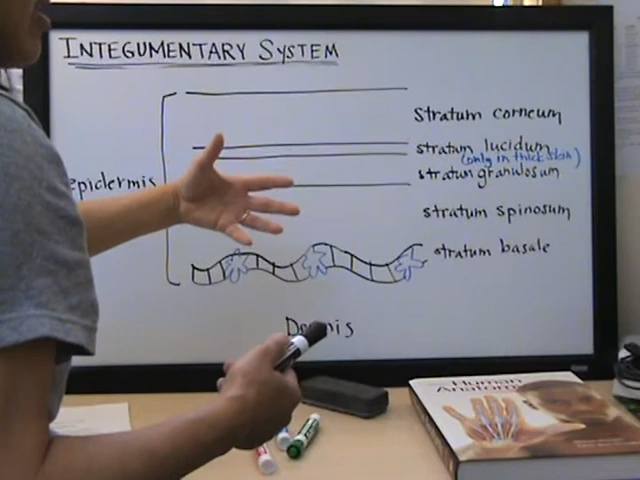 INTEGUMENTARY SYSTEM
Stratum corneum
stratum lucidum
(only in thick skin)
stratum granulosum
epidermis
stratum spinosum
stratum basale
Human
Anatomy